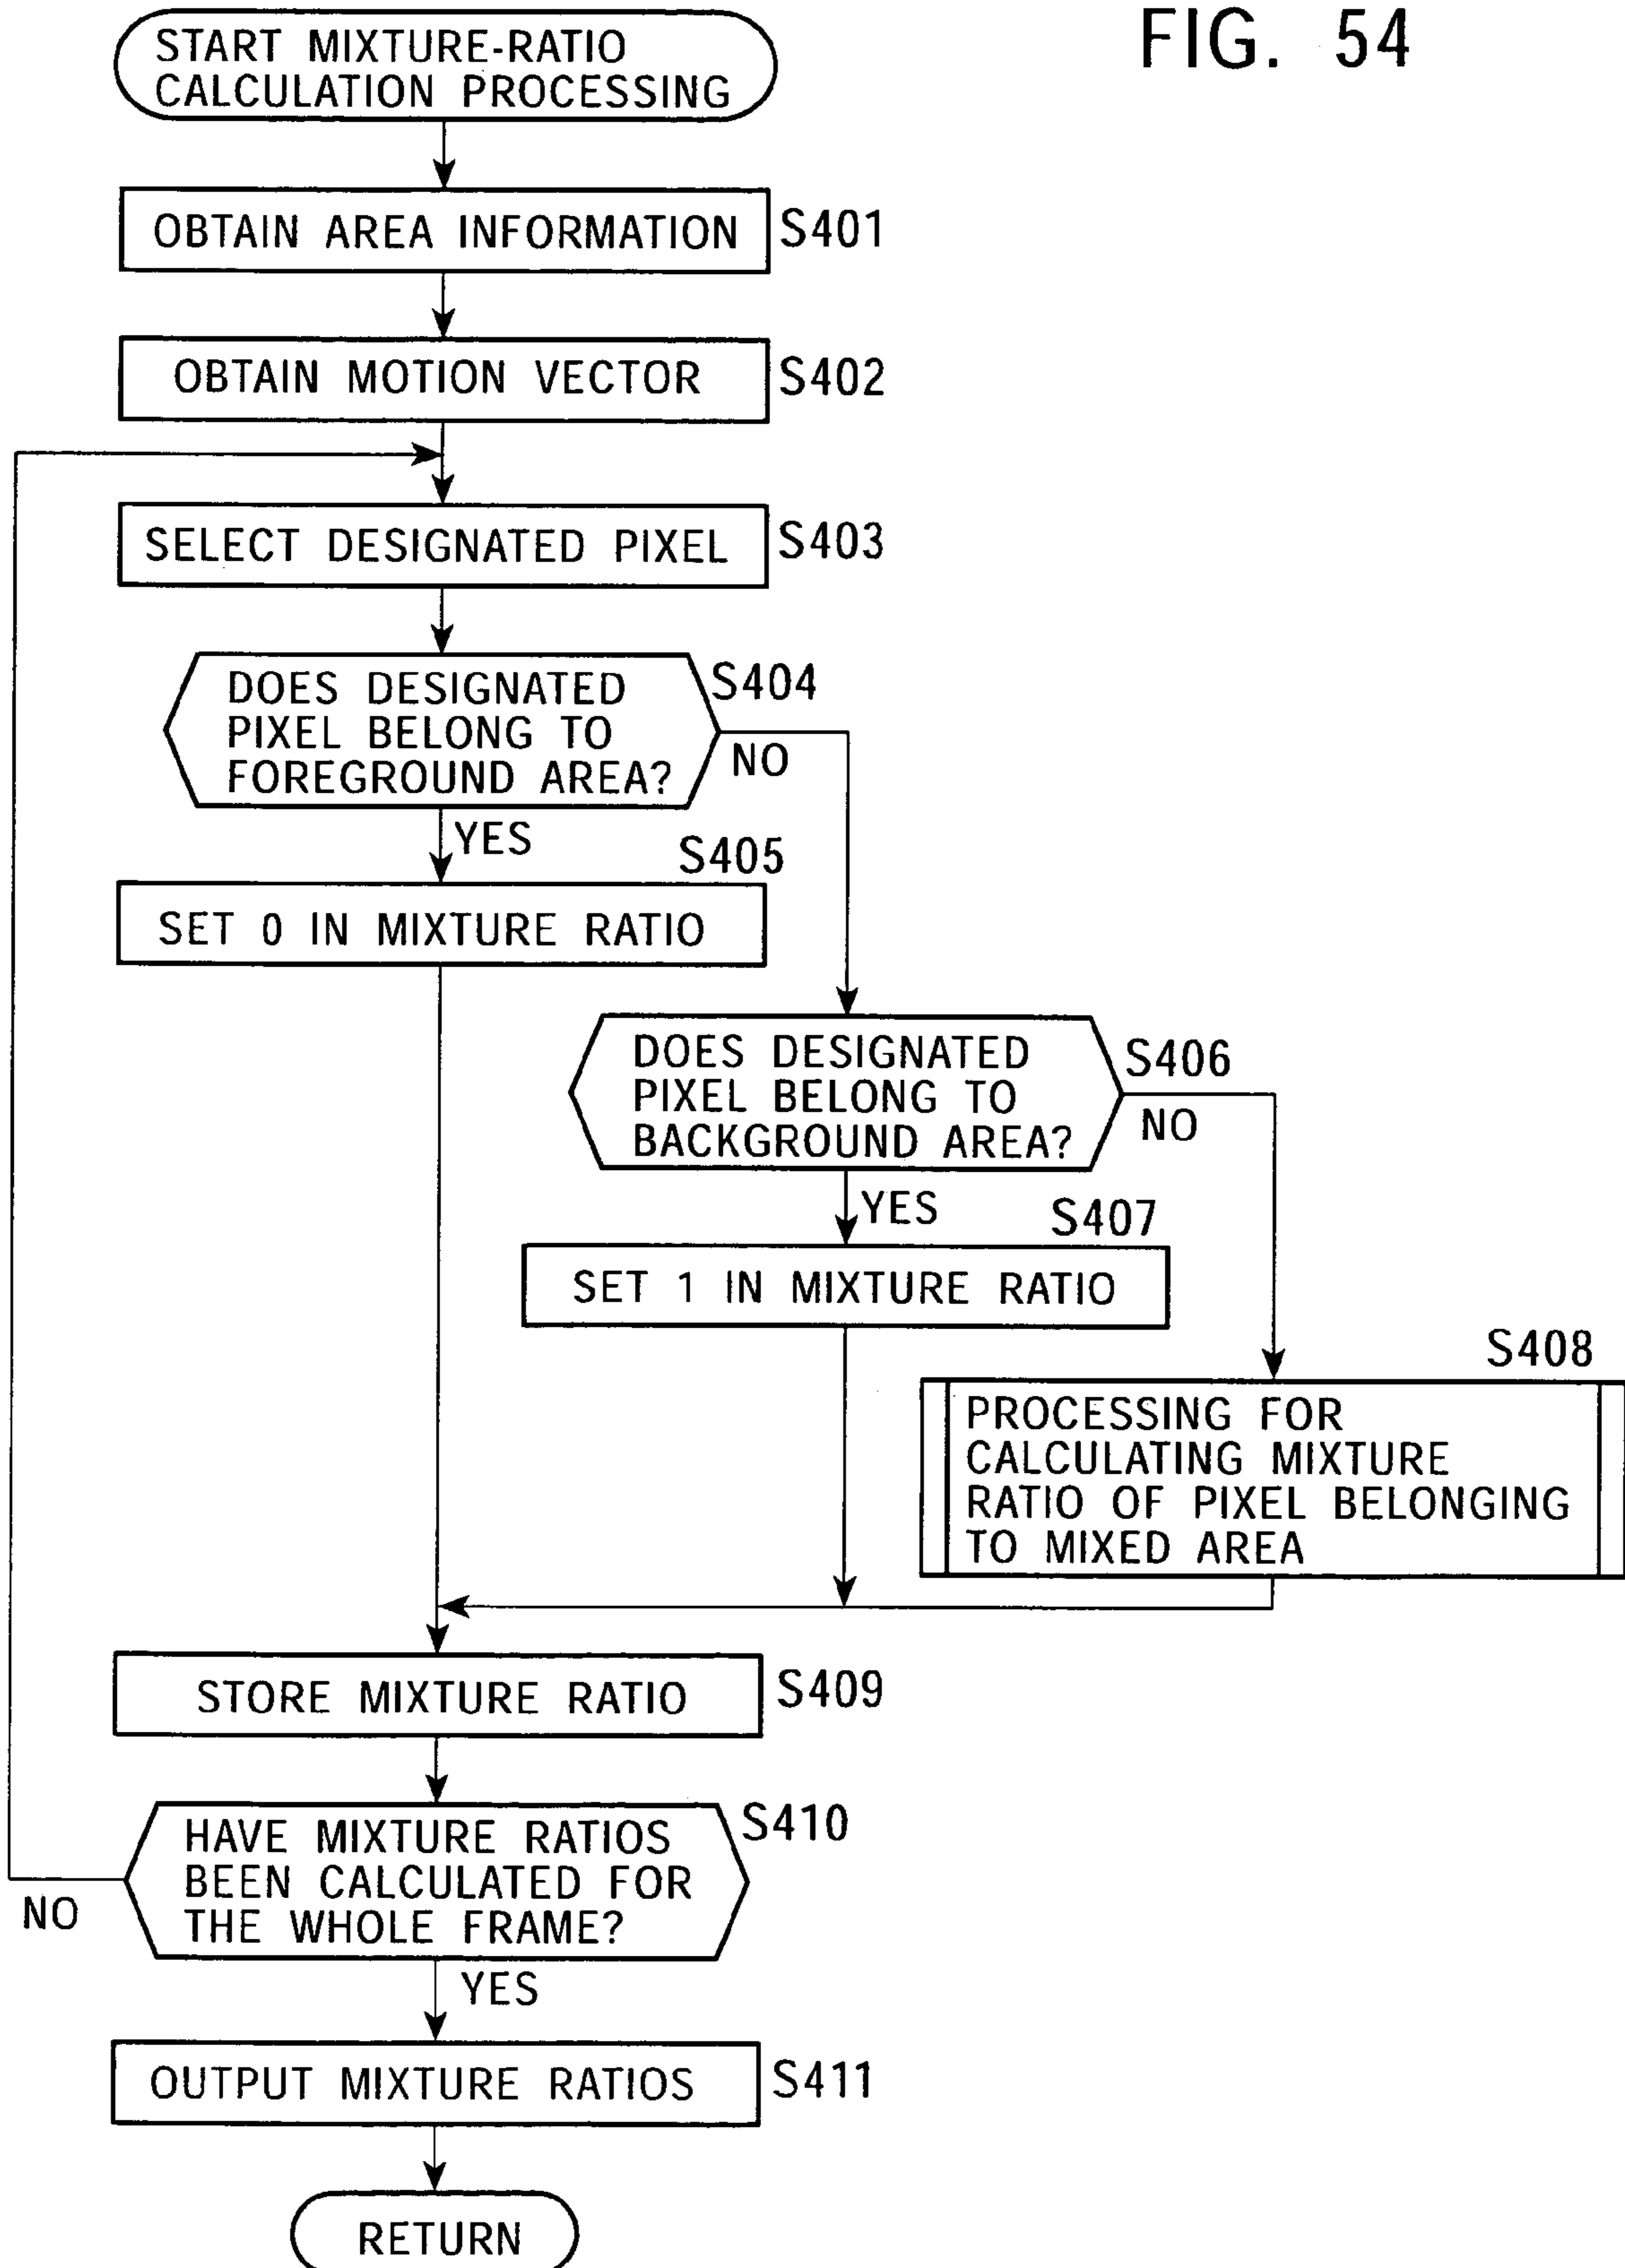 FIG. 54
START MIXTURE-RATIO
CALCULATION PROCESSING
OBTAIN AREA INFORMATION
S401
OBTAIN MOTION VECTOR
S402
SELECT DESIGNATED PIXEL
S403
DOES DESIGNATED
PIXEL BELONG TO
FOREGROUND AREA?
S404
NO
YES
S405
SET 0 IN MIXTURE RATIO
DOES DESIGNATED
PIXEL BELONG TO
BACKGROUND AREA?
S406
NO
YES
S407
SET 1 IN MIXTURE RATIO
S408
PROCESSING FOR
CALCULATING MIXTURE
RATIO OF PIXEL BELONGING
TO MIXED AREA
STORE MIXTURE RATIO
S409
HAVE MIXTURE RATIOS
BEEN CALCULATED FOR
THE WHOLE FRAME?
S410
NO
YES
OUTPUT MIXTURE RATIOS
S411
RETURN